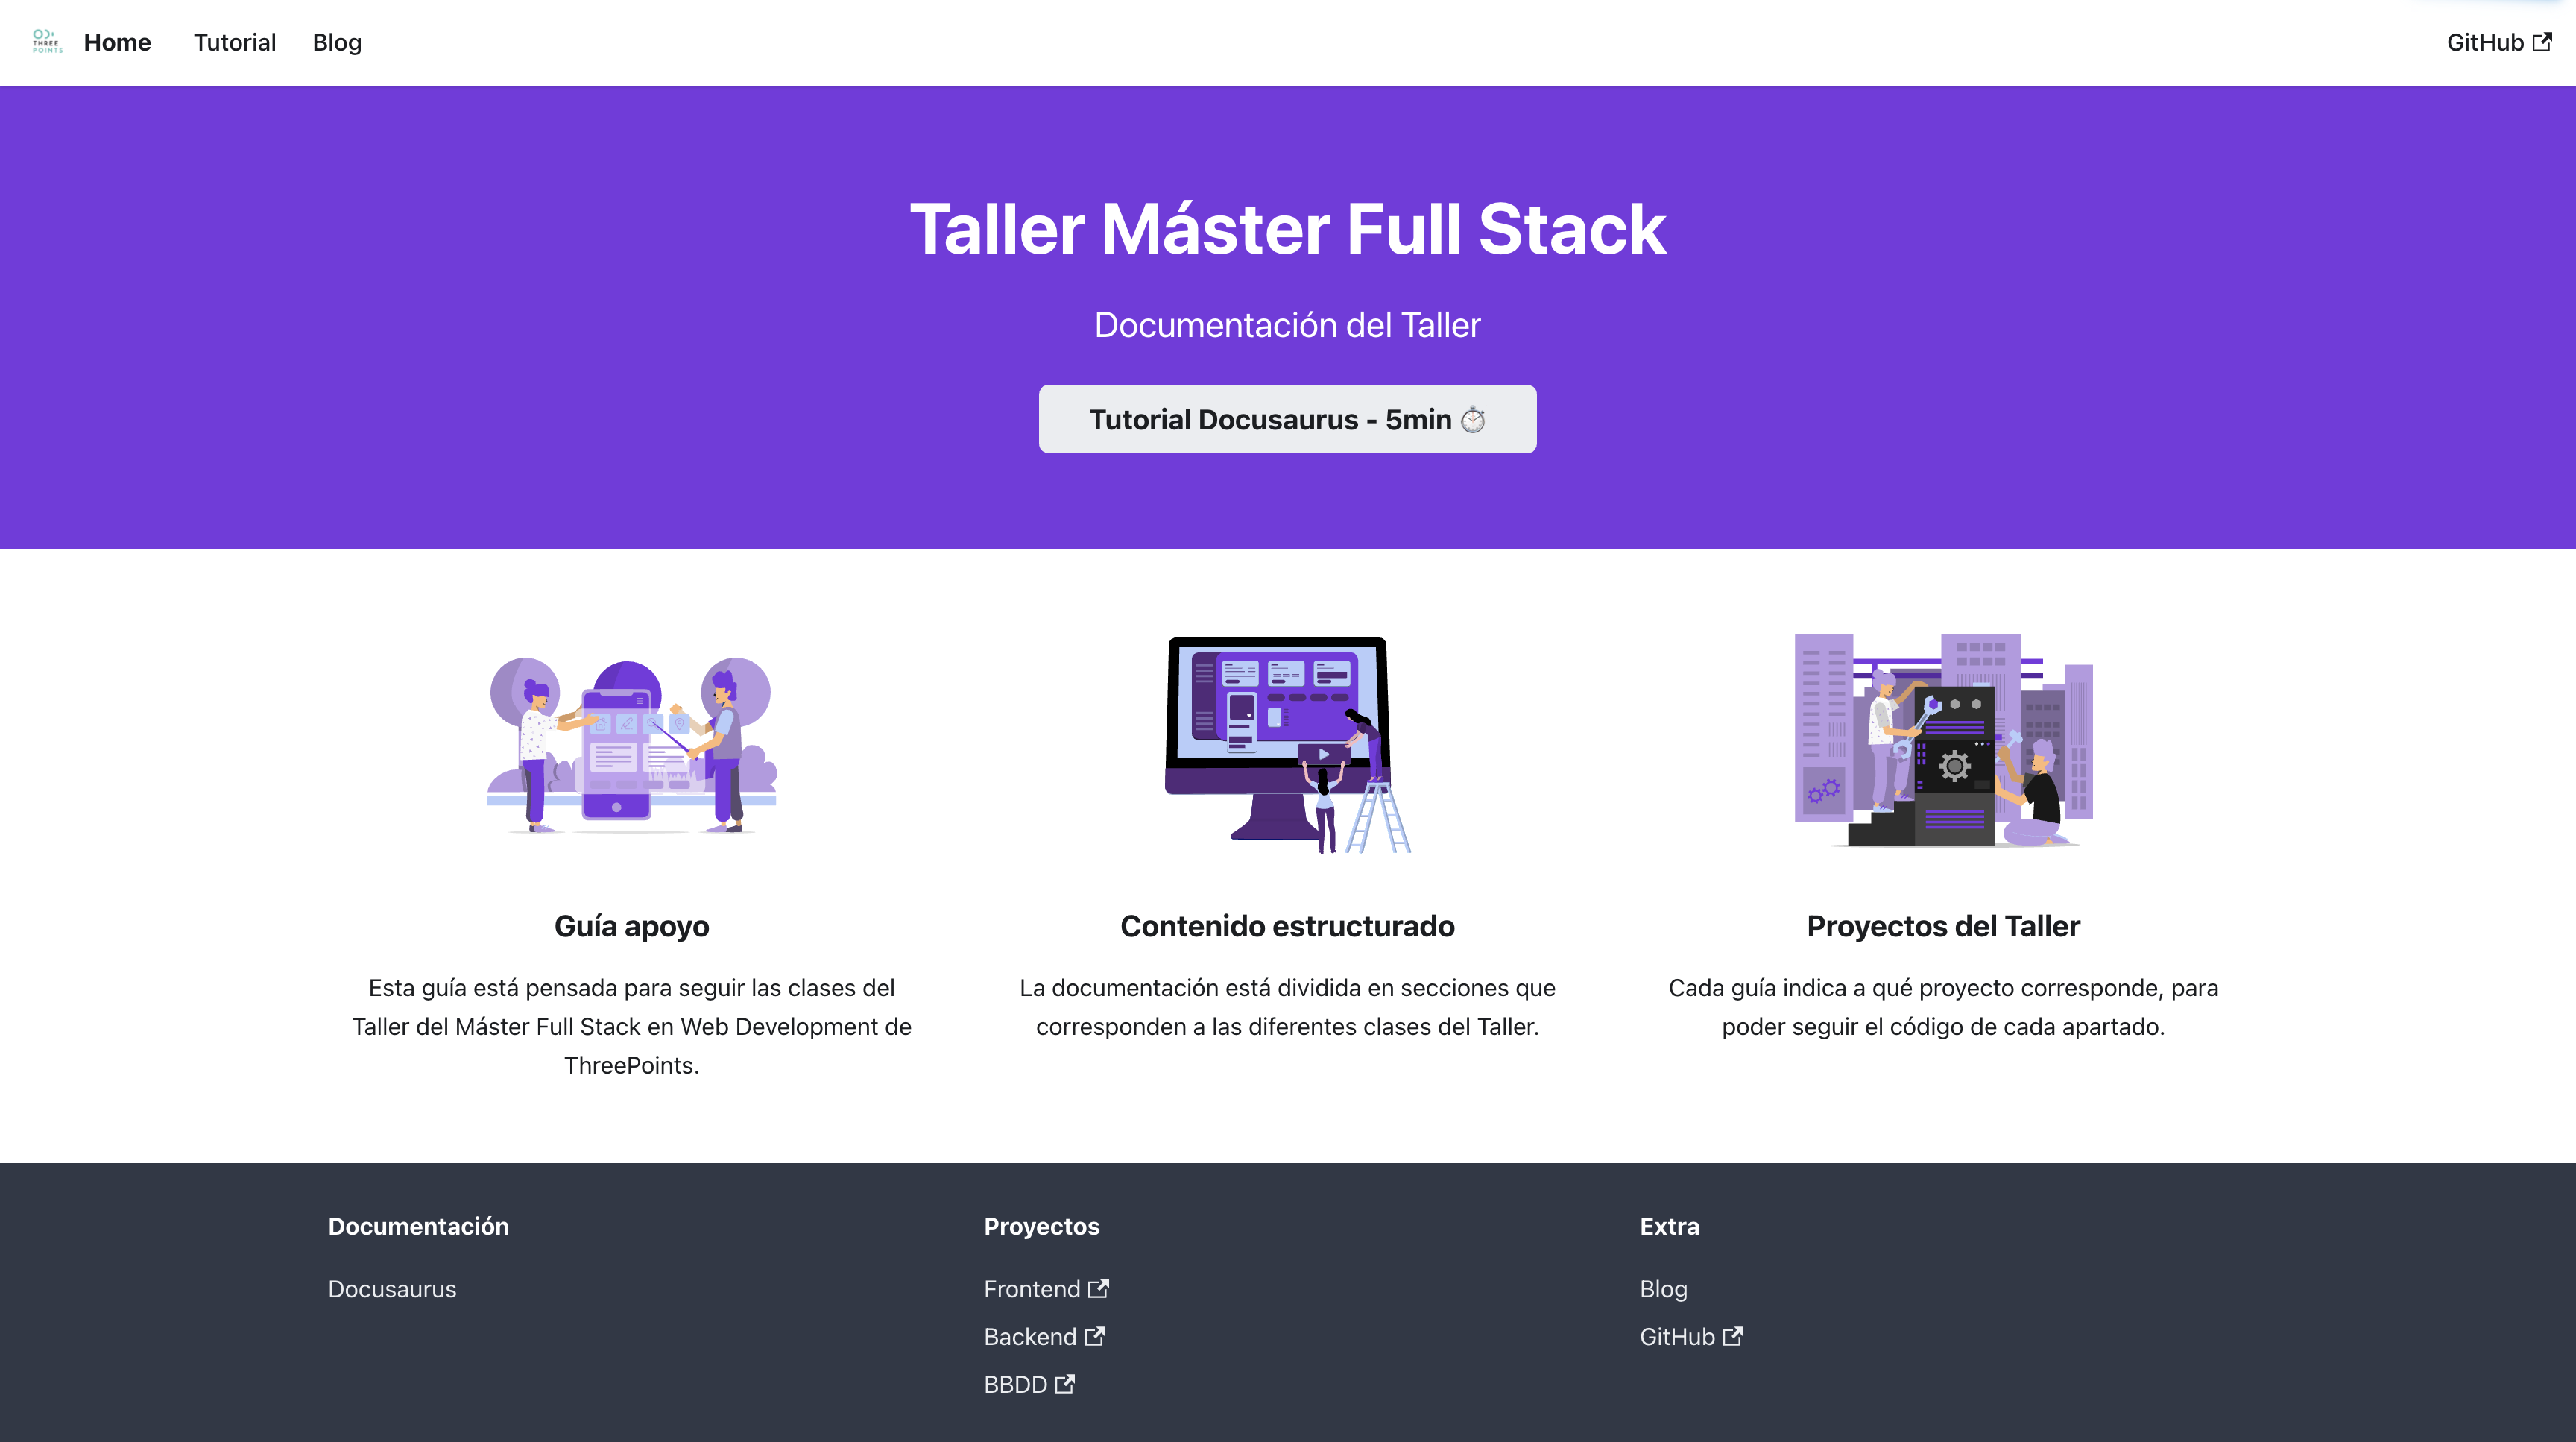 THREE
POINTS
Home Tutorial Blog GitHub
Taller Máster Full Stack
Documentación del Taller
Tutorial Docusaurus - 5min ⏱️
Guía apoyo
Esta guía está pensada para seguir las clases del
Taller del Máster Full Stack en Web Development de
ThreePoints.
Contenido estructurado
La documentación está dividida en secciones que
corresponden a las diferentes clases del Taller.
Proyectos del Taller
Cada guía indica a qué proyecto corresponde, para
poder seguir el código de cada apartado.
Documentación
Docusaurus
Proyectos
Frontend
Backend
BBDD
Extra
Blog
GitHub